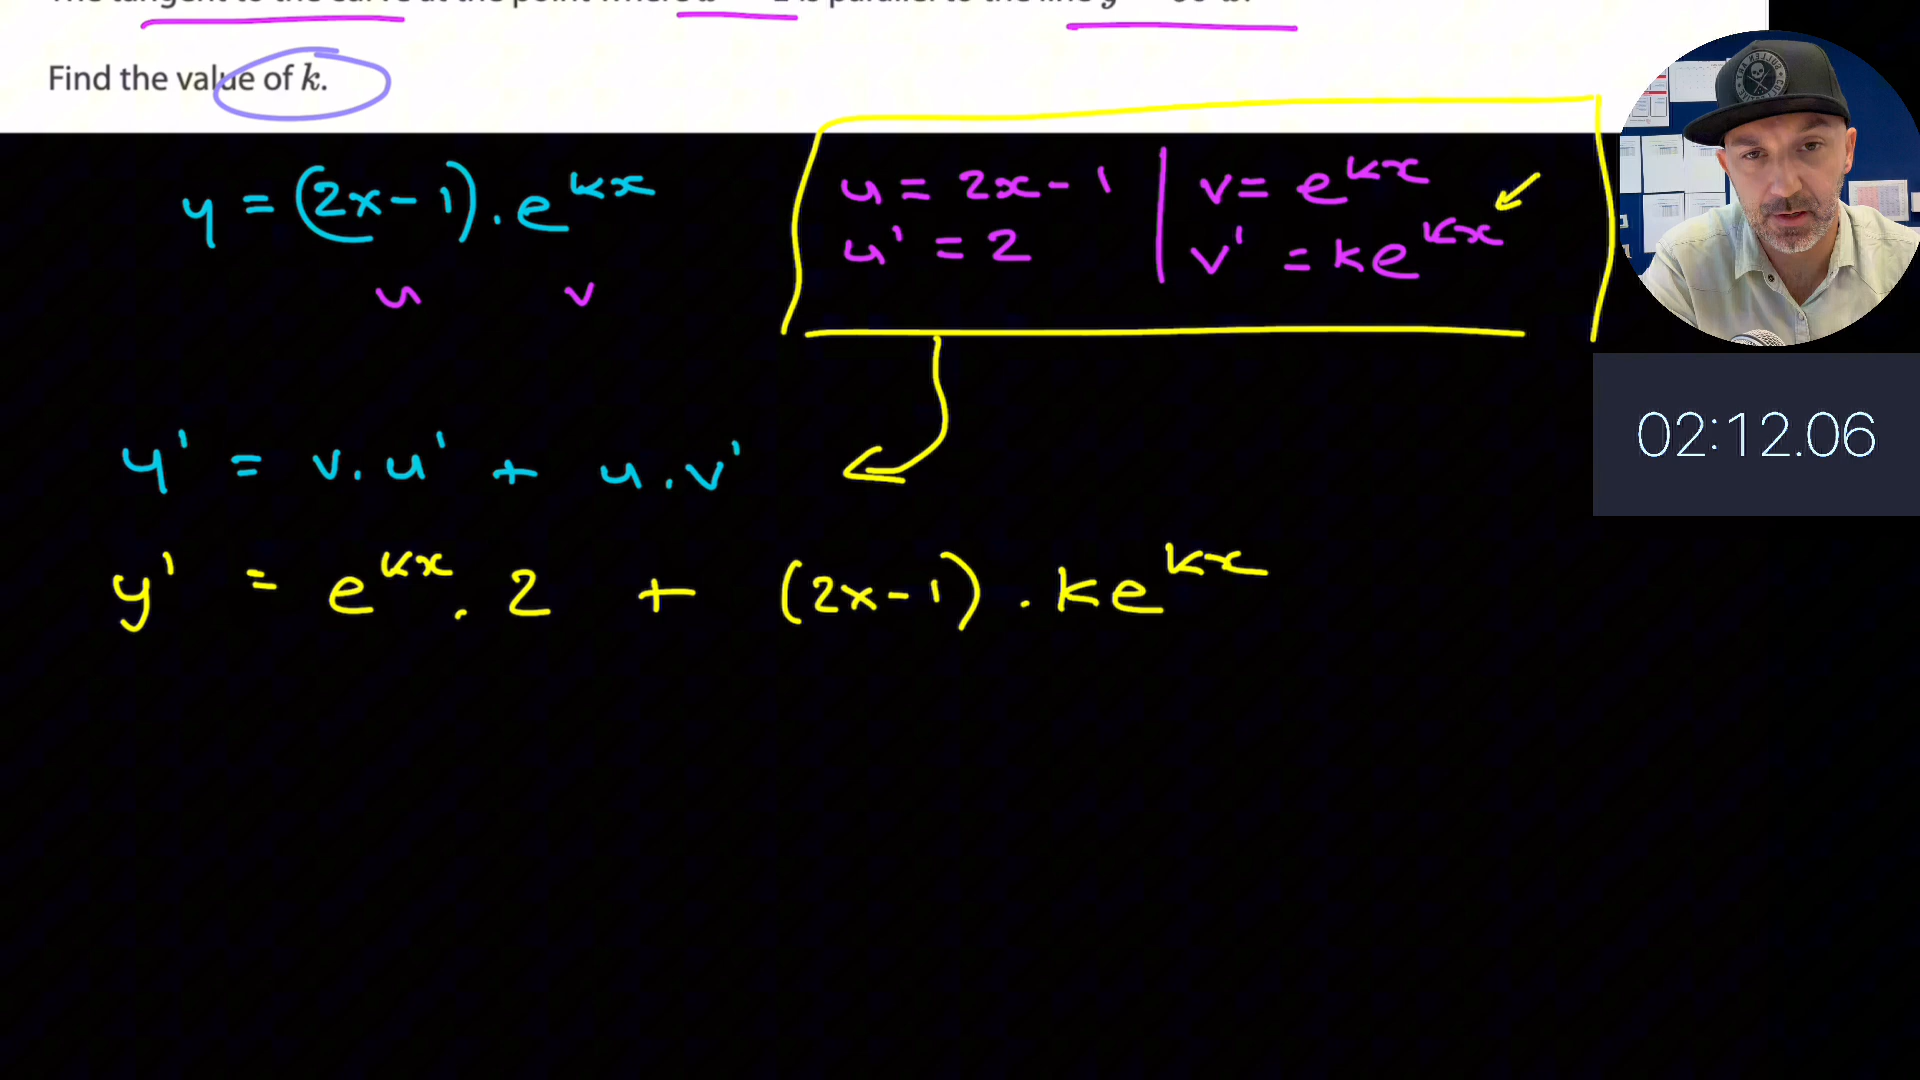 Find the value of k.
y = (2x-1) . e^kx
u v
u = 2x-1 | v = e^kx
u' = 2 | v' = ke^kx
y' = v.u' + u.v'
y' = e^kx . 2 + (2x-1) . ke^kx
02:12.06